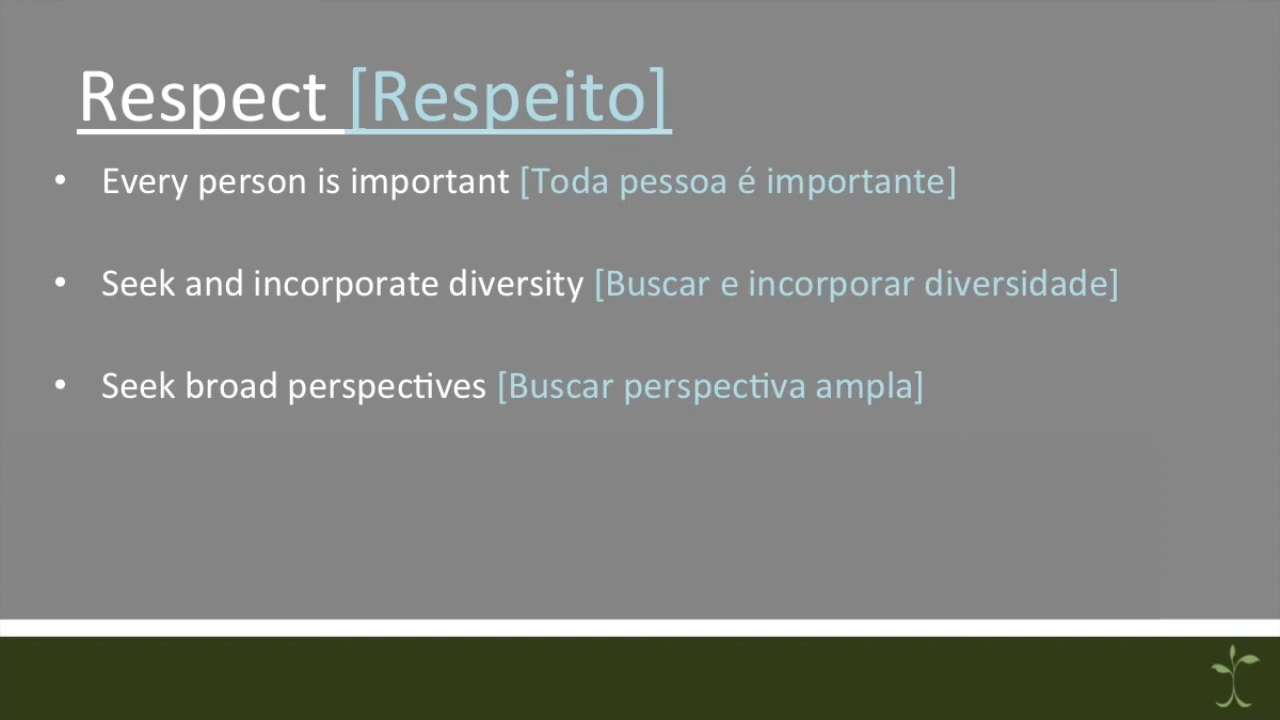 Respect [Respeito]
• Every person is important [Toda pessoa é importante]
• Seek and incorporate diversity [Buscar e incorporar diversidade]
• Seek broad perspectives [Buscar perspectiva ampla]